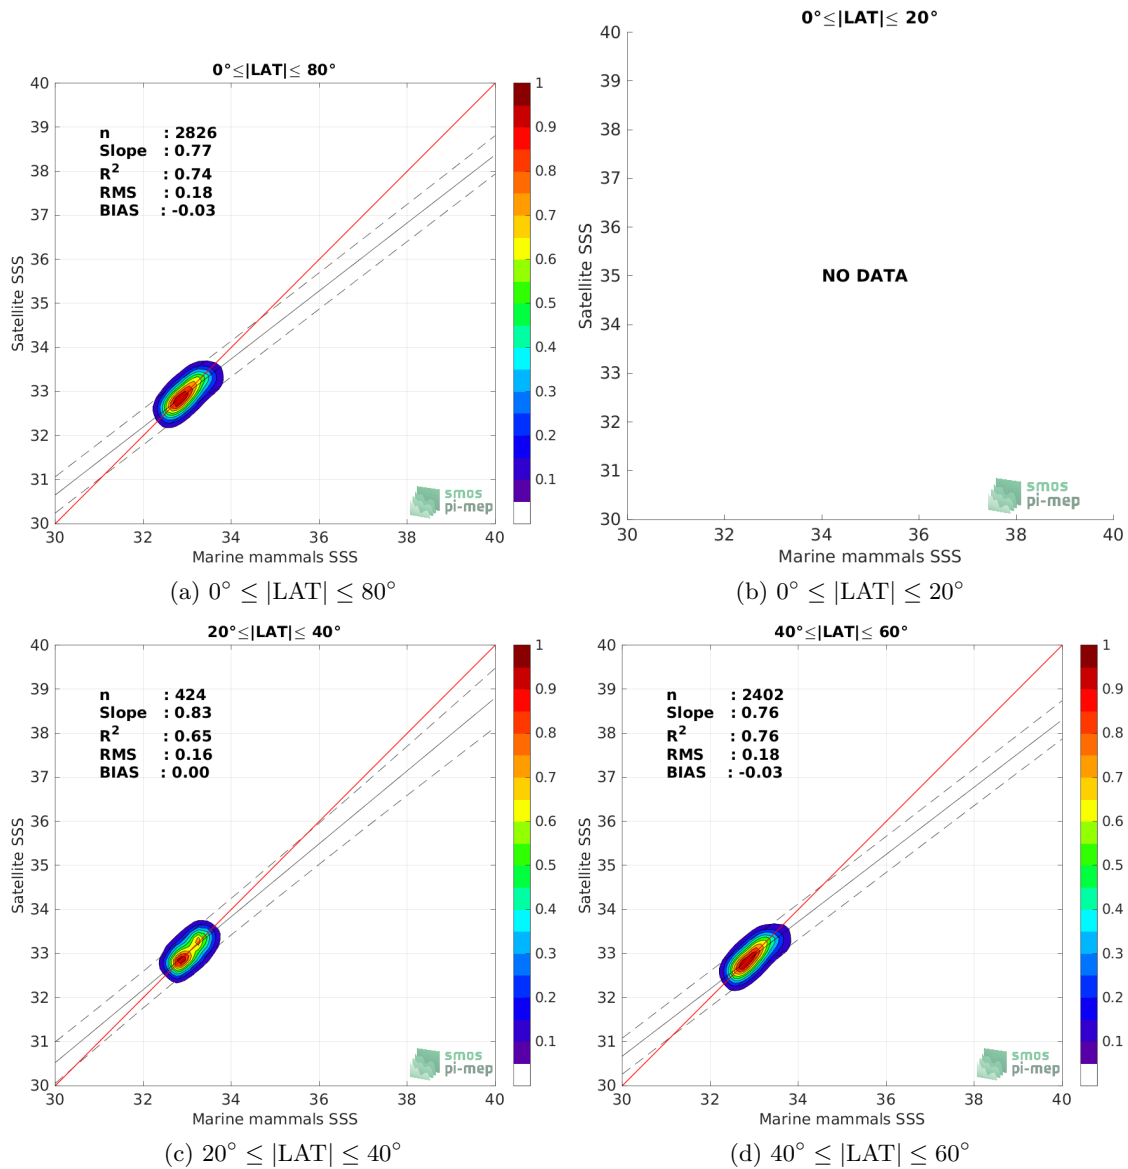 0°≤|LAT|≤ 80°
40
39
38
37
36
35
34
33
32
31
30
Satellite SSS
n : 2826
Slope : 0.77
R² : 0.74
RMS : 0.18
BIAS : -0.03
smos
pi-mep
30 32 34 36 38 40
Marine mammals SSS
1
0.9
0.8
0.7
0.6
0.5
0.4
0.3
0.2
0.1
(a) 0° ≤ |LAT| ≤ 80°
0°≤|LAT|≤ 20°
40
39
38
37
36
35
34
33
32
31
30
Satellite SSS
NO DATA
smos
pi-mep
30 32 34 36 38 40
Marine mammals SSS
(b) 0° ≤ |LAT| ≤ 20°
20°≤|LAT|≤ 40°
40
39
38
37
36
35
34
33
32
31
30
Satellite SSS
n : 424
Slope : 0.83
R² : 0.65
RMS : 0.16
BIAS : 0.00
smos
pi-mep
30 32 34 36 38 40
Marine mammals SSS
1
0.9
0.8
0.7
0.6
0.5
0.4
0.3
0.2
0.1
(c) 20° ≤ |LAT| ≤ 40°
40°≤|LAT|≤ 60°
40
39
38
37
36
35
34
33
32
31
30
Satellite SSS
n : 2402
Slope : 0.76
R² : 0.76
RMS : 0.18
BIAS : -0.03
smos
pi-mep
30 32 34 36 38 40
Marine mammals SSS
1
0.9
0.8
0.7
0.6
0.5
0.4
0.3
0.2
0.1
(d) 40° ≤ |LAT| ≤ 60°